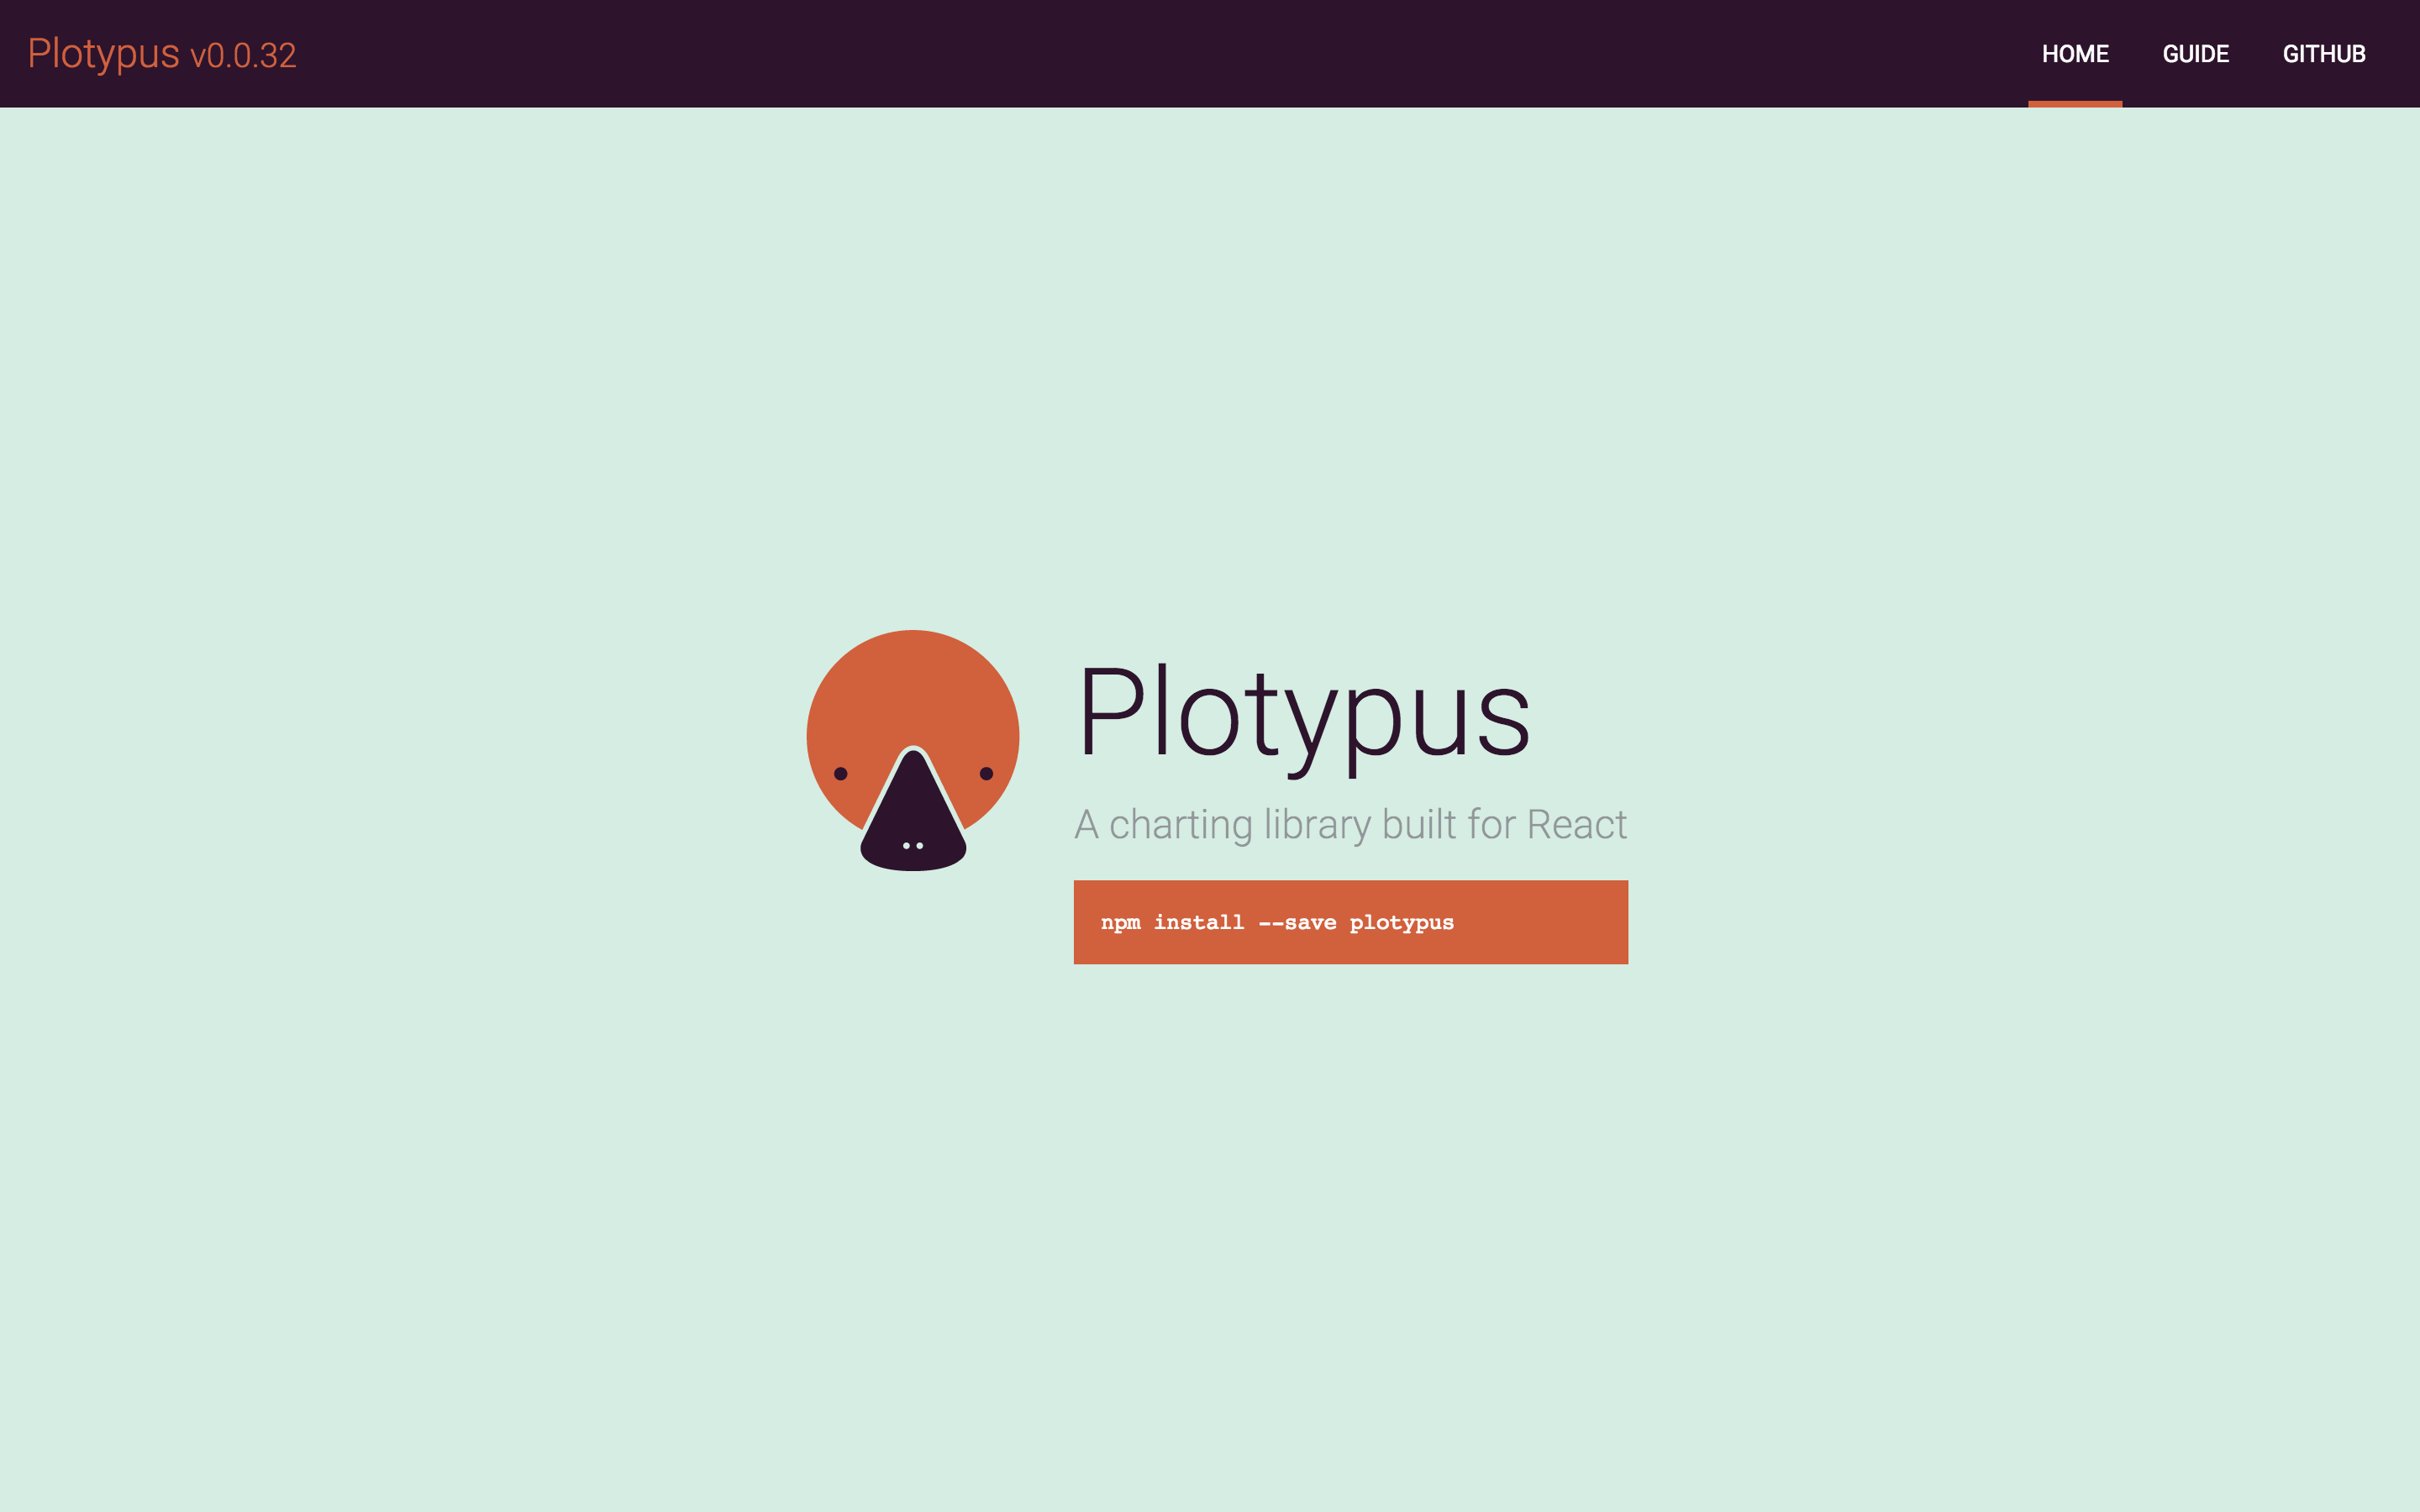 Plotypus v0.0.32
HOME GUIDE GITHUB
Plotypus
A charting library built for React
npm install --save plotypus